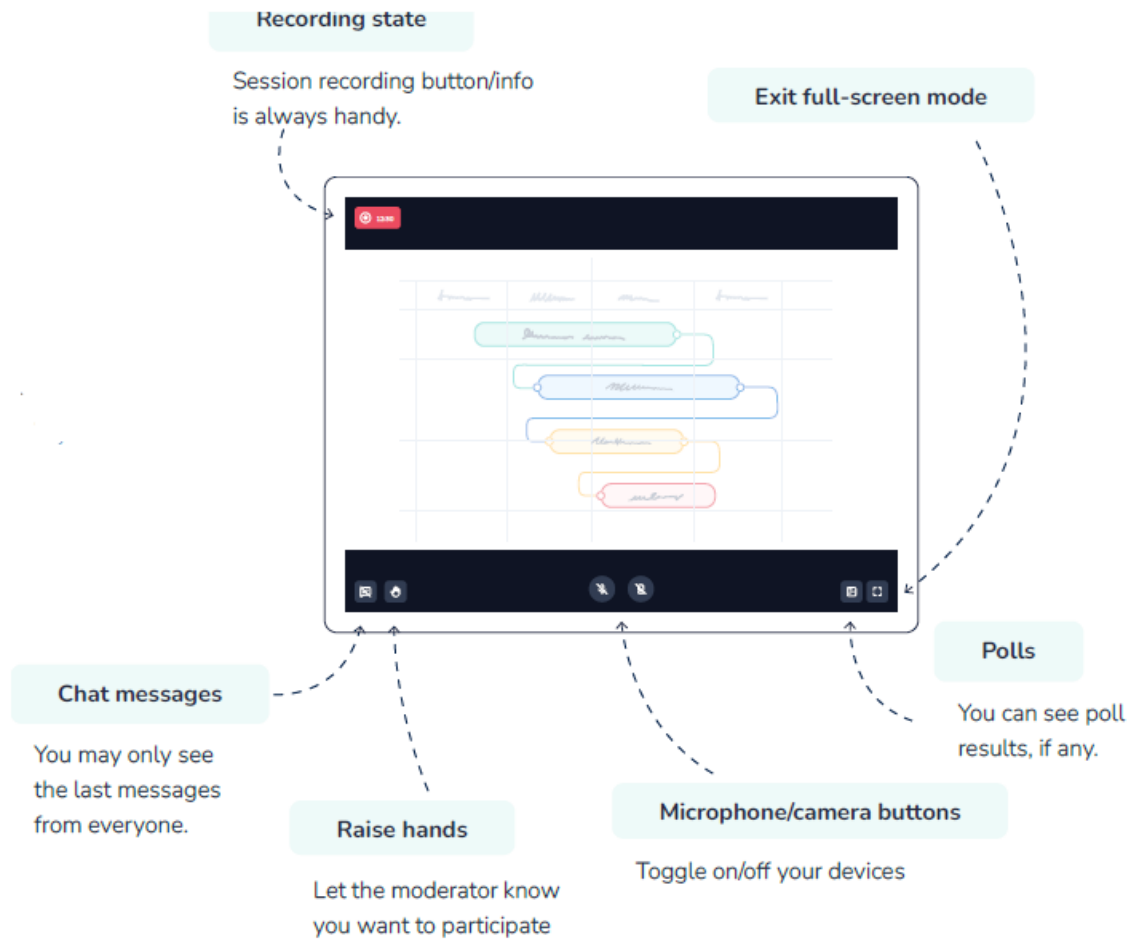 Recording state
Session recording button/info
is always handy.
Exit full-screen mode
Chat messages
You may only see
the last messages
from everyone.
Raise hands
Let the moderator know
you want to participate
Microphone/camera buttons
Toggle on/off your devices
Polls
You can see poll
results, if any.